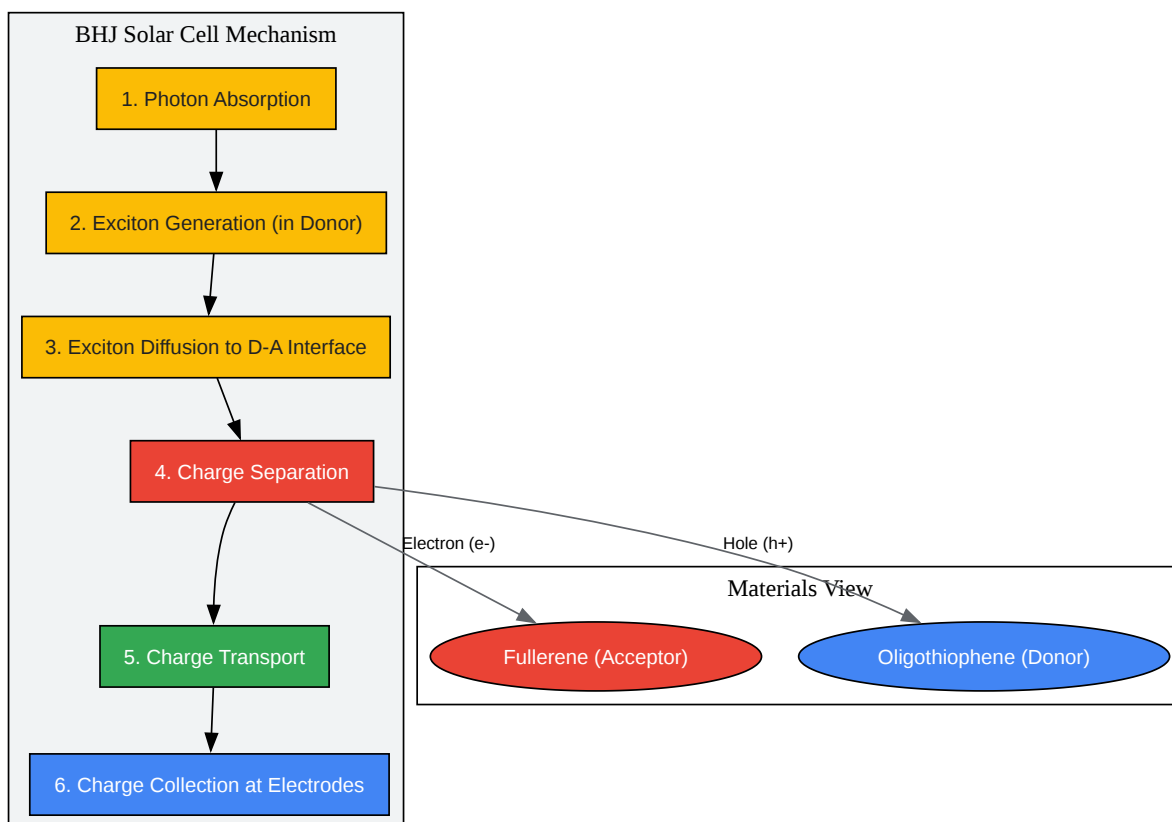 BHJ Solar Cell Mechanism
1. Photon Absorption
2. Exciton Generation (in Donor)
3. Exciton Diffusion to D-A Interface
4. Charge Separation
Electron (e-)
Hole (h+)
Materials View
Fullerene (Acceptor)
Oligothiophene (Donor)
5. Charge Transport
6. Charge Collection at Electrodes